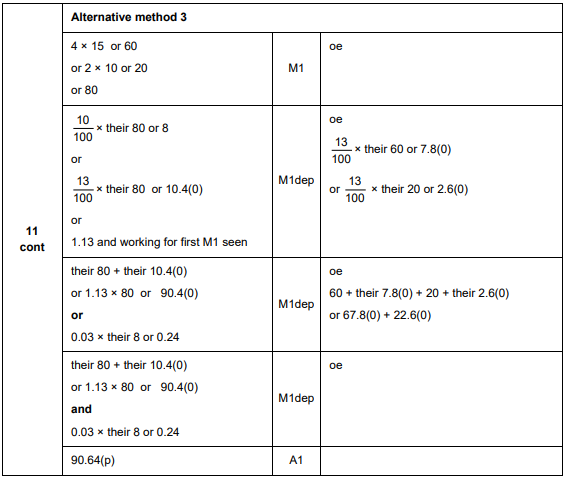 Alternative method 3
4 × 15 or 60
or 2 × 10 or 20
or 80
M1
oe
10/100 × their 80 or 8
or
13/100 × their 80 or 10.4(0)
or
1.13 and working for first M1 seen
M1dep
oe
13/100 × their 60 or 7.8(0)
or 13/100 × their 20 or 2.6(0)
11
cont
their 80 + their 10.4(0)
or 1.13 × 80 or 90.4(0)
or
0.03 × their 8 or 0.24
M1dep
oe
60 + their 7.8(0) + 20 + their 2.6(0)
or 67.8(0) + 22.6(0)
their 80 + their 10.4(0)
or 1.13 × 80 or 90.4(0)
and
0.03 × their 8 or 0.24
M1dep
oe
90.64(p)
A1